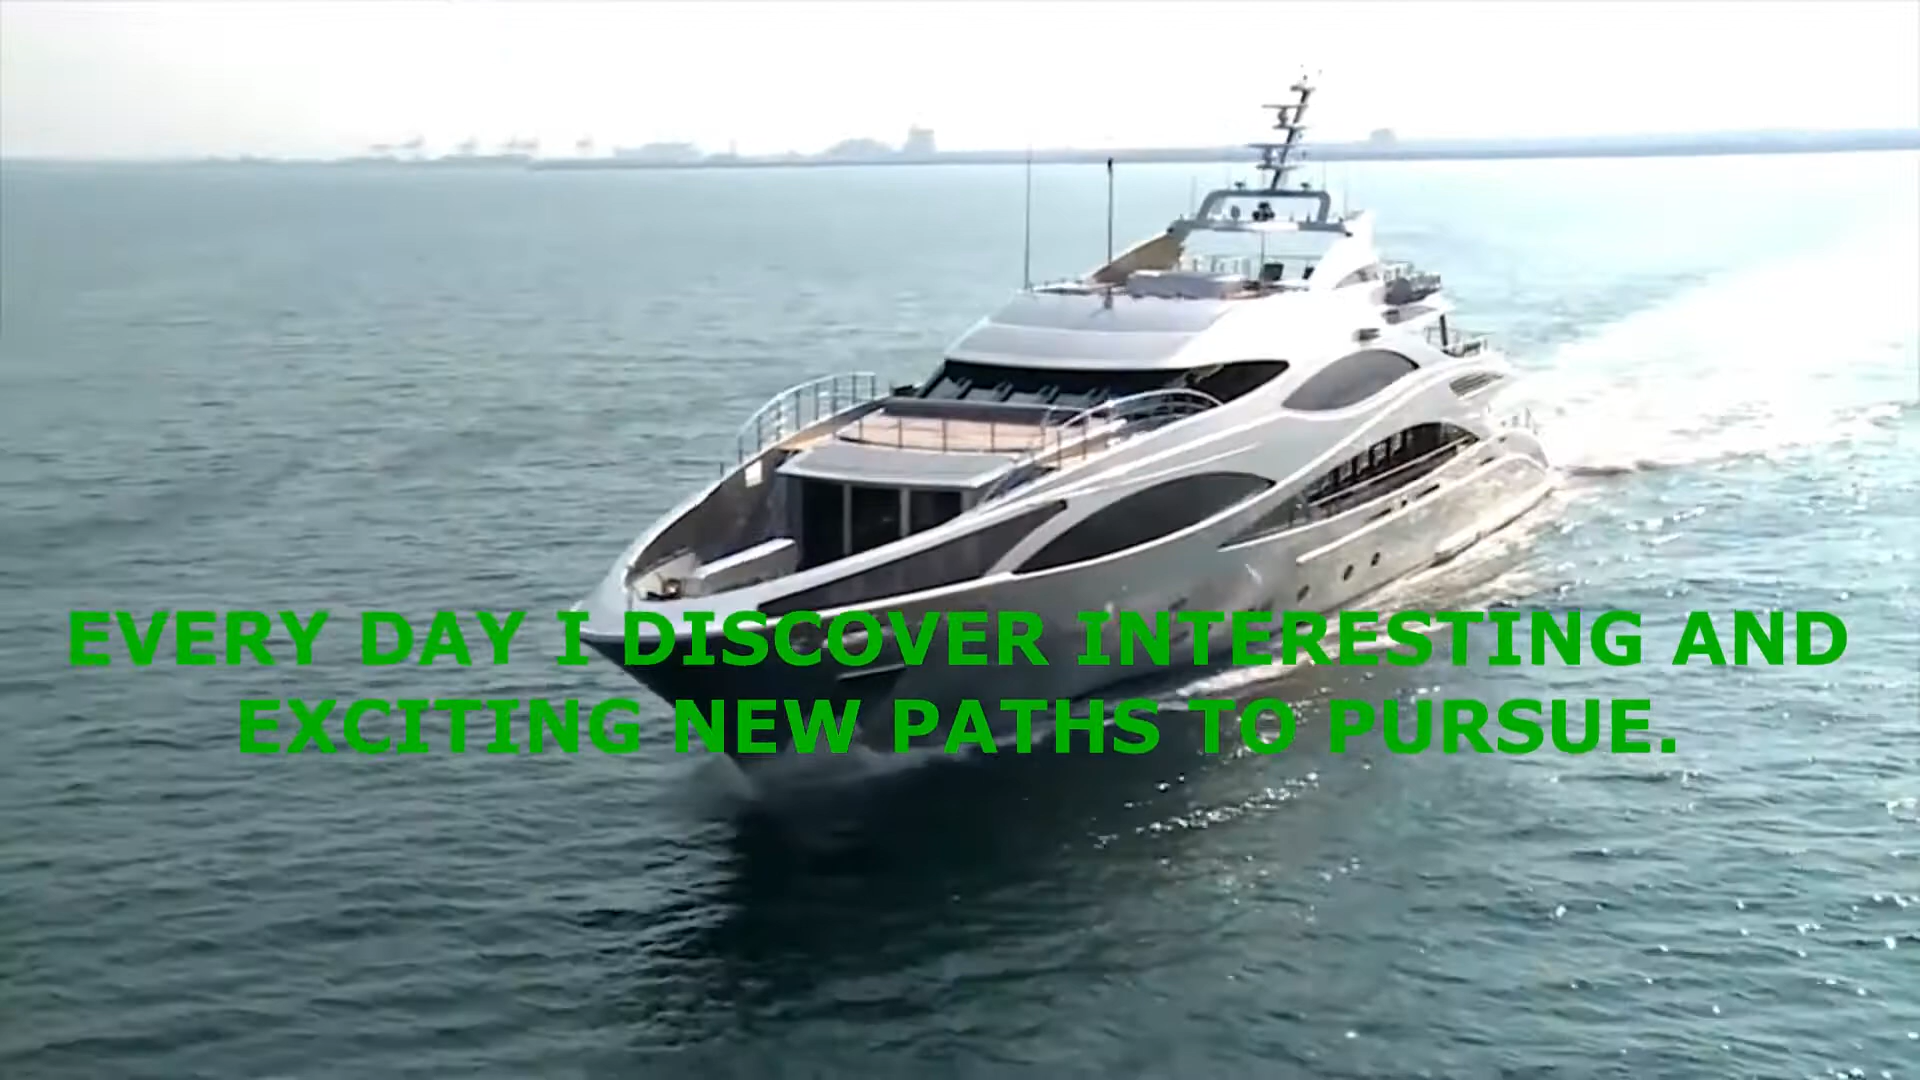 EVERY DAY I DISCOVER INTERESTING AND
EXCITING NEW PATHS TO PURSUE.